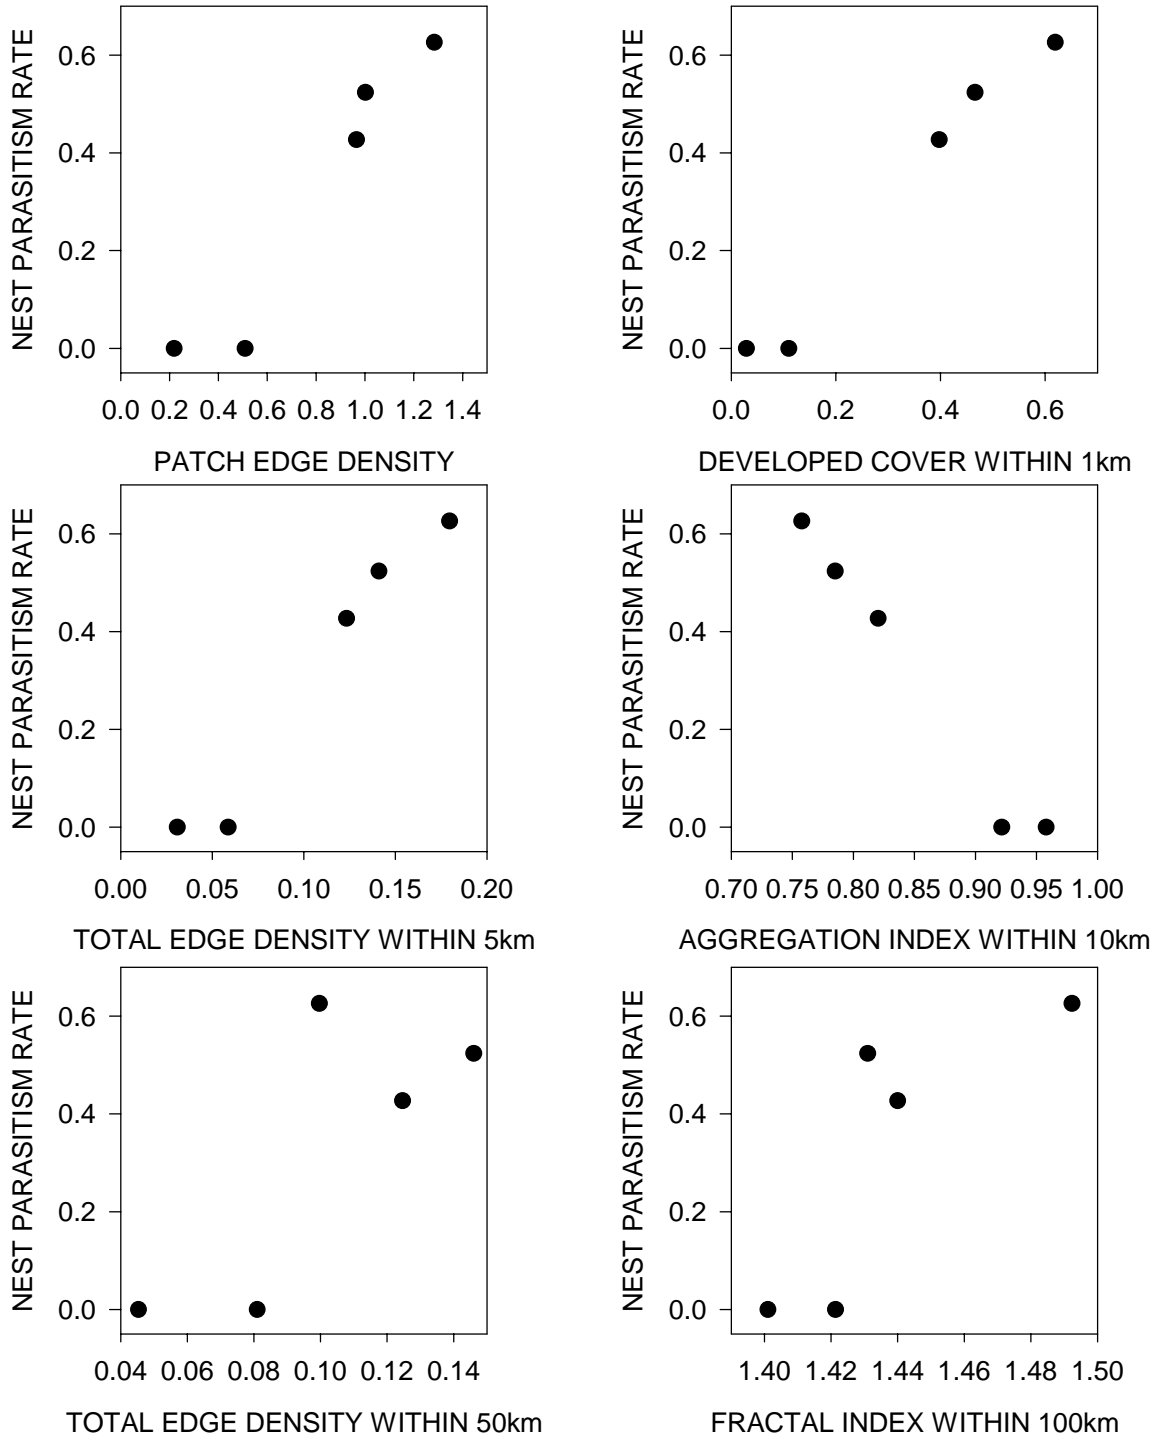 NEST PARASITISM RATE
0.6
0.4
0.2
0.0
0.0 0.2 0.4 0.6 0.8 1.0 1.2 1.4
PATCH EDGE DENSITY
NEST PARASITISM RATE
0.6
0.4
0.2
0.0
0.0 0.2 0.4 0.6
DEVELOPED COVER WITHIN 1km
NEST PARASITISM RATE
0.6
0.4
0.2
0.0
0.00 0.05 0.10 0.15 0.20
TOTAL EDGE DENSITY WITHIN 5km
NEST PARASITISM RATE
0.6
0.4
0.2
0.0
0.70 0.75 0.80 0.85 0.90 0.95 1.00
AGGREGATION INDEX WITHIN 10km
NEST PARASITISM RATE
0.6
0.4
0.2
0.0
0.04 0.06 0.08 0.10 0.12 0.14
TOTAL EDGE DENSITY WITHIN 50km
NEST PARASITISM RATE
0.6
0.4
0.2
0.0
1.40 1.42 1.44 1.46 1.48 1.50
FRACTAL INDEX WITHIN 100km